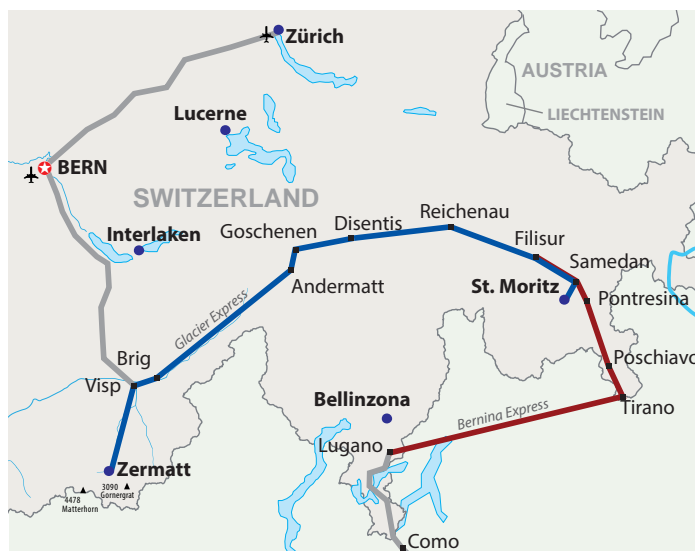 Zürich
AUSTRIA
Lucerne
LIECHTENSTEIN
BERN
SWITZERLAND
Interlaken
Goschenen
Disentis
Reichenau
Filisur
Samedan
Andermatt
St. Moritz
Pontresina
Glacier Express
Brig
Visp
Poschiavo
Bellinzona
Tirano
Bernina Express
Lugano
Zermatt
3090
Gornergrat
4478
Matterhorn
Como